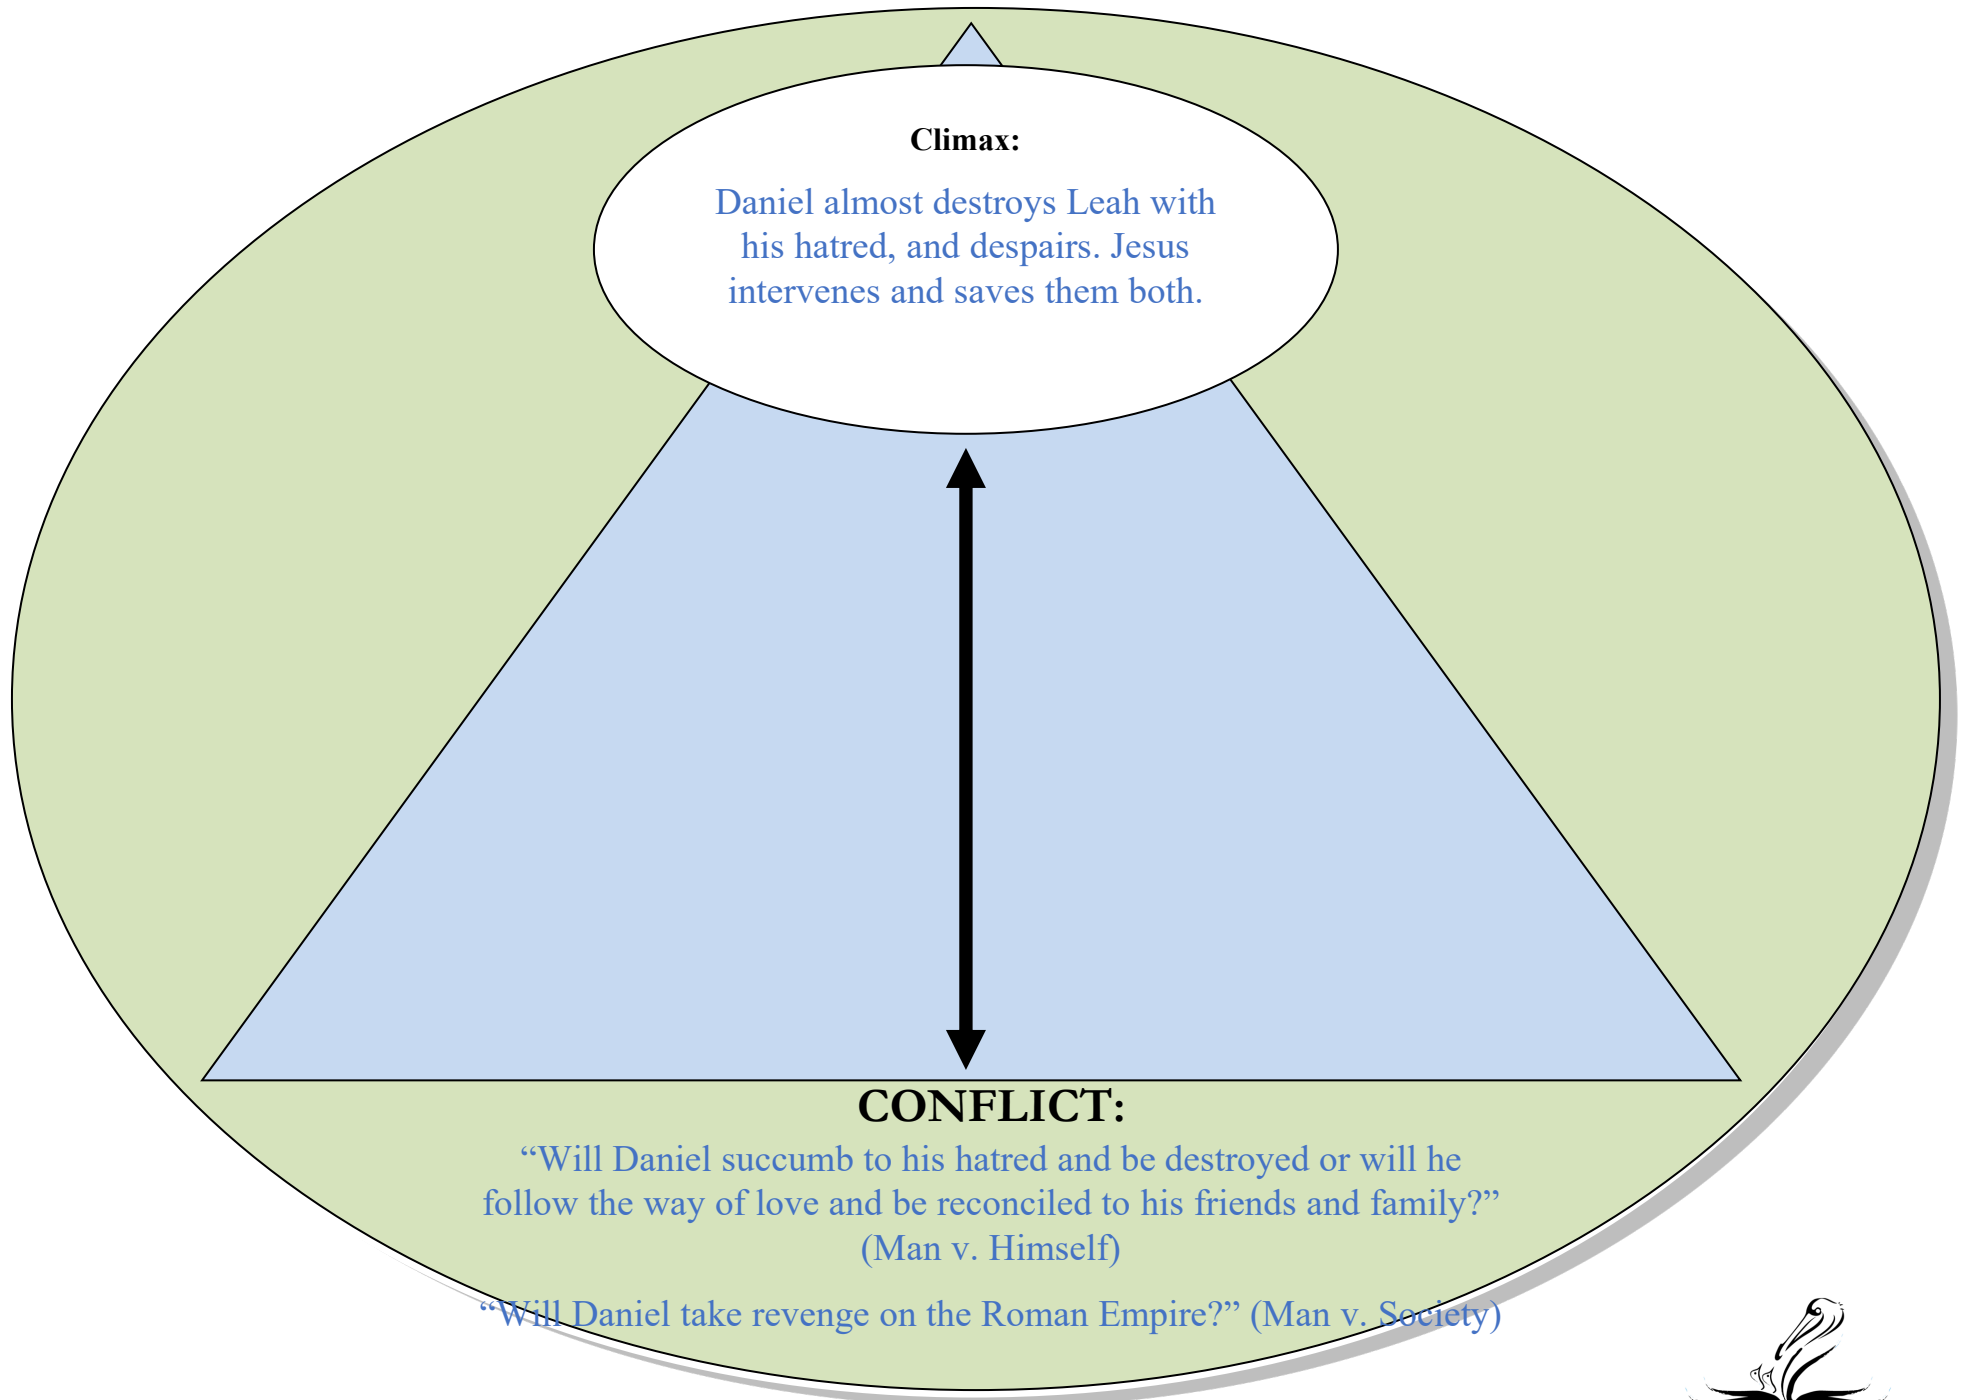 Climax:
Daniel almost destroys Leah with
his hatred, and despairs. Jesus
intervenes and saves them both.
CONFLICT:
“Will Daniel succumb to his hatred and be destroyed or will he
follow the way of love and be reconciled to his friends and family?”
(Man v. Himself)
“Will Daniel take revenge on the Roman Empire?” (Man v. Society)